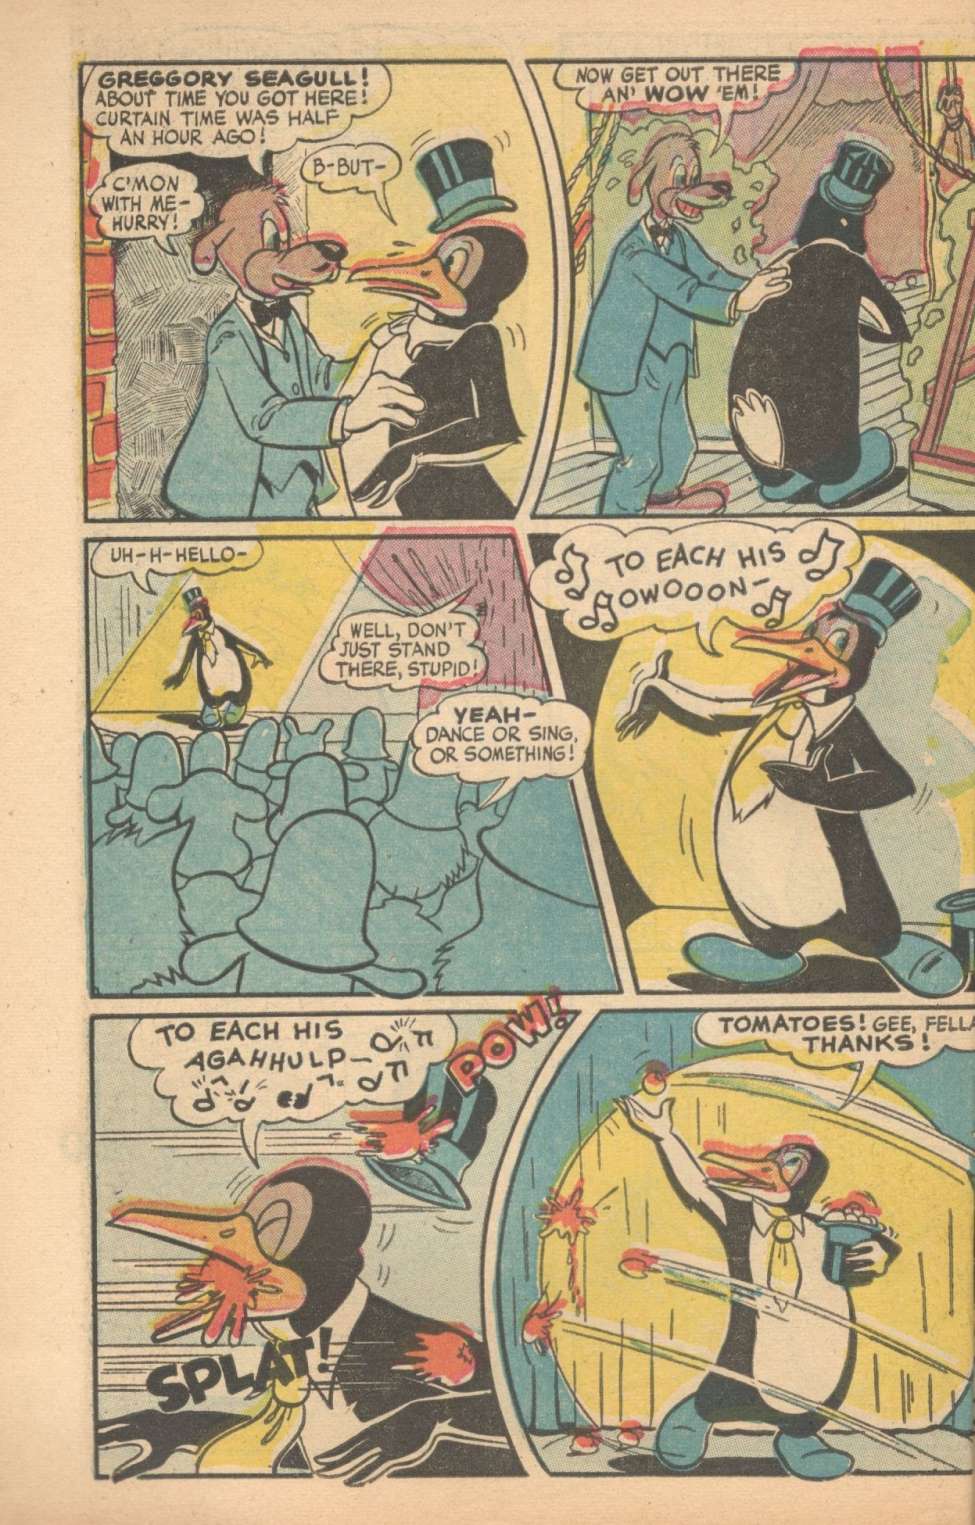 GREGGORY SEAGULL!
ABOUT TIME YOU GOT HERE!
CURTAIN TIME WAS HALF
AN HOUR AGO!
C'MON
WITH ME-
HURRY!
B-BUT-
NOW GET OUT THERE
AN' WOW 'EM!
UH-H-HELLO-
WELL, DON'T
JUST STAND
THERE, STUPID!
YEAH-
DANCE OR SING,
OR SOMETHING!
TO EACH HIS
OWOOON-
TO EACH HIS
AGAHHULP-
POW!
SPLAT!
TOMATOES! GEE, FELLA
THANKS!